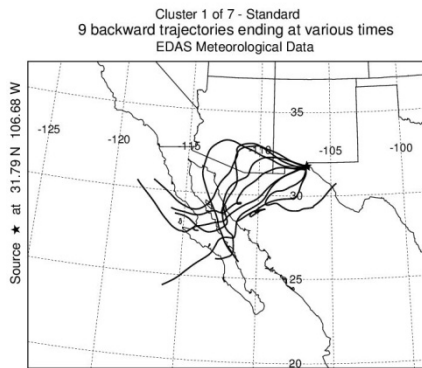 Cluster 1 of 7 - Standard
9 backward trajectories ending at various times
EDAS Meteorological Data
Source ★ at 31.79 N 106.68 W
-125
-120
-115
-110
-105
-100
35
30
25
20